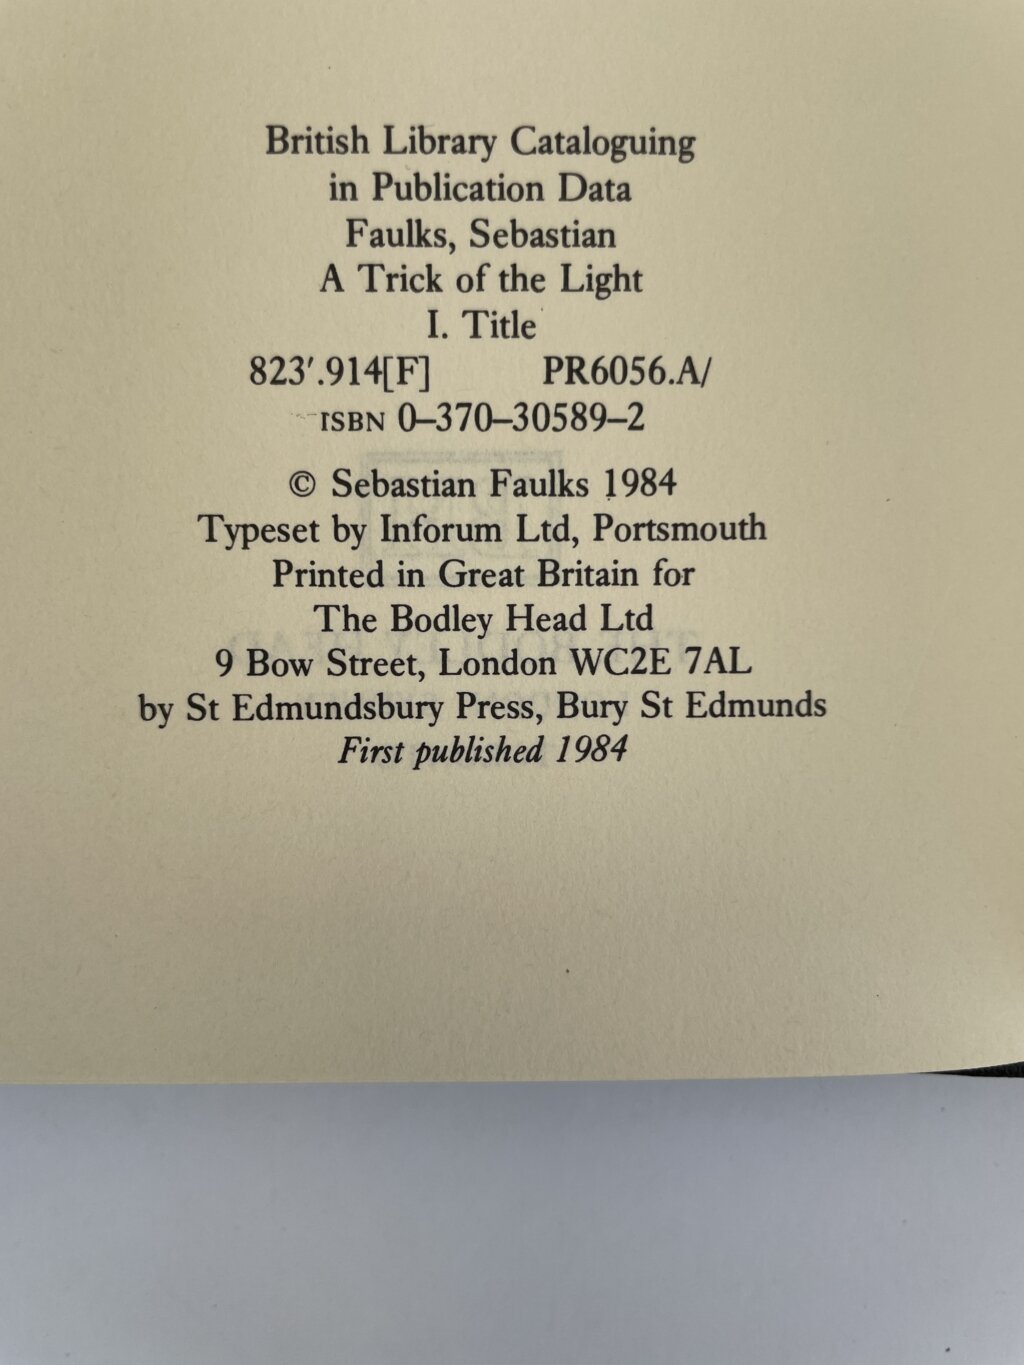 British Library Cataloguing
in Publication Data
Faulks, Sebastian
A Trick of the Light
I. Title
823′.914[F] PR6056.A/
ISBN 0–370–30589–2
© Sebastian Faulks 1984
Typeset by Inforum Ltd, Portsmouth
Printed in Great Britain for
The Bodley Head Ltd
9 Bow Street, London WC2E 7AL
by St Edmundsbury Press, Bury St Edmunds
First published 1984